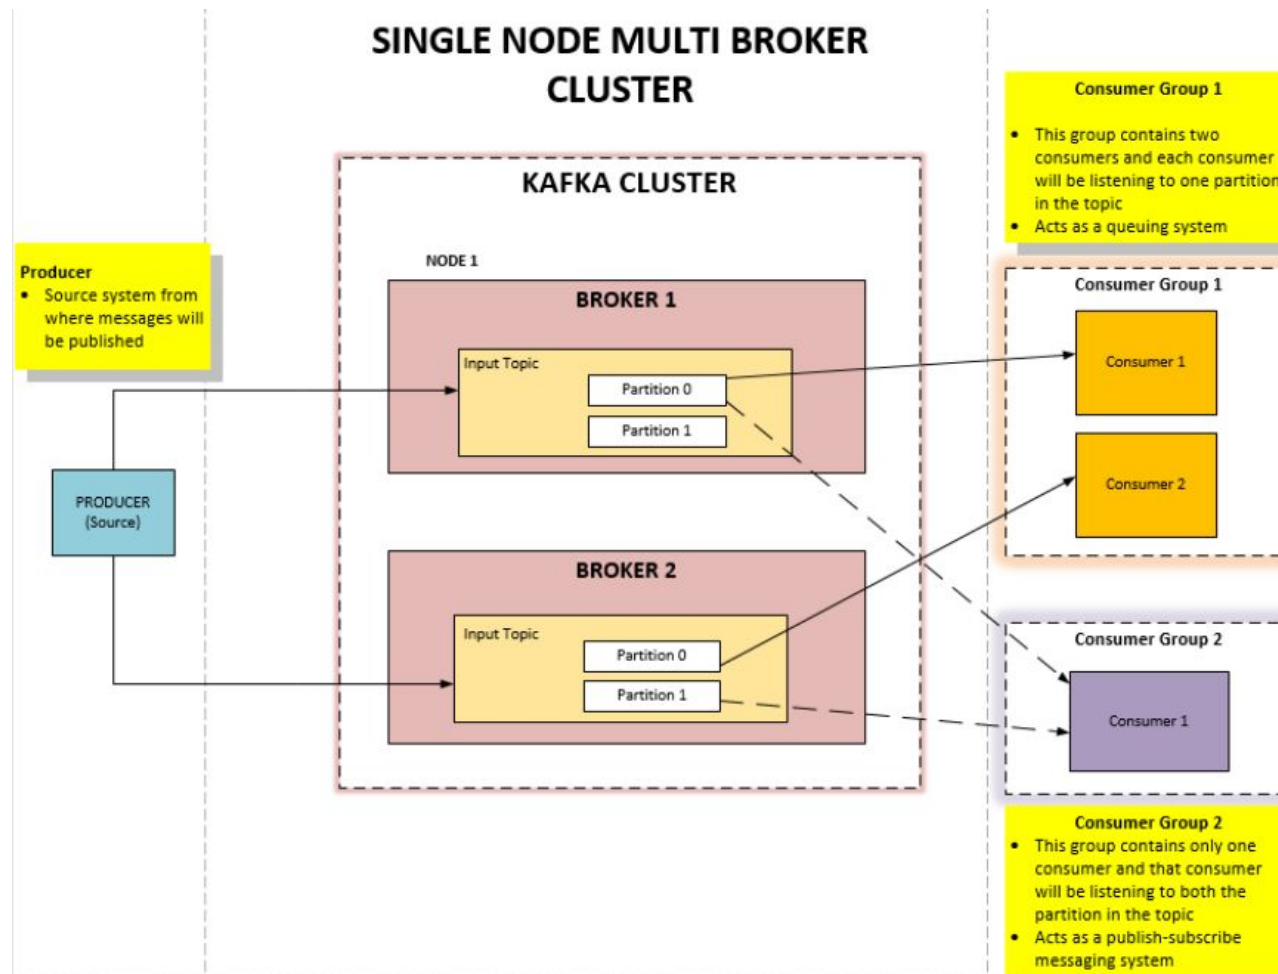 SINGLE NODE MULTI BROKER
CLUSTER
Producer
• Source system from
where messages will
be published
PRODUCER
(Source)
KAFKA CLUSTER
NODE 1
BROKER 1
Input Topic
Partition 0
Partition 1
BROKER 2
Input Topic
Partition 0
Partition 1
Consumer Group 1
• This group contains two
consumers and each consumer
will be listening to one partition
in the topic
• Acts as a queuing system
Consumer Group 1
Consumer 1
Consumer 2
Consumer Group 2
Consumer 1
Consumer Group 2
• This group contains only one
consumer and that consumer
will be listening to both the
partition in the topic
• Acts as a publish-subscribe
messaging system